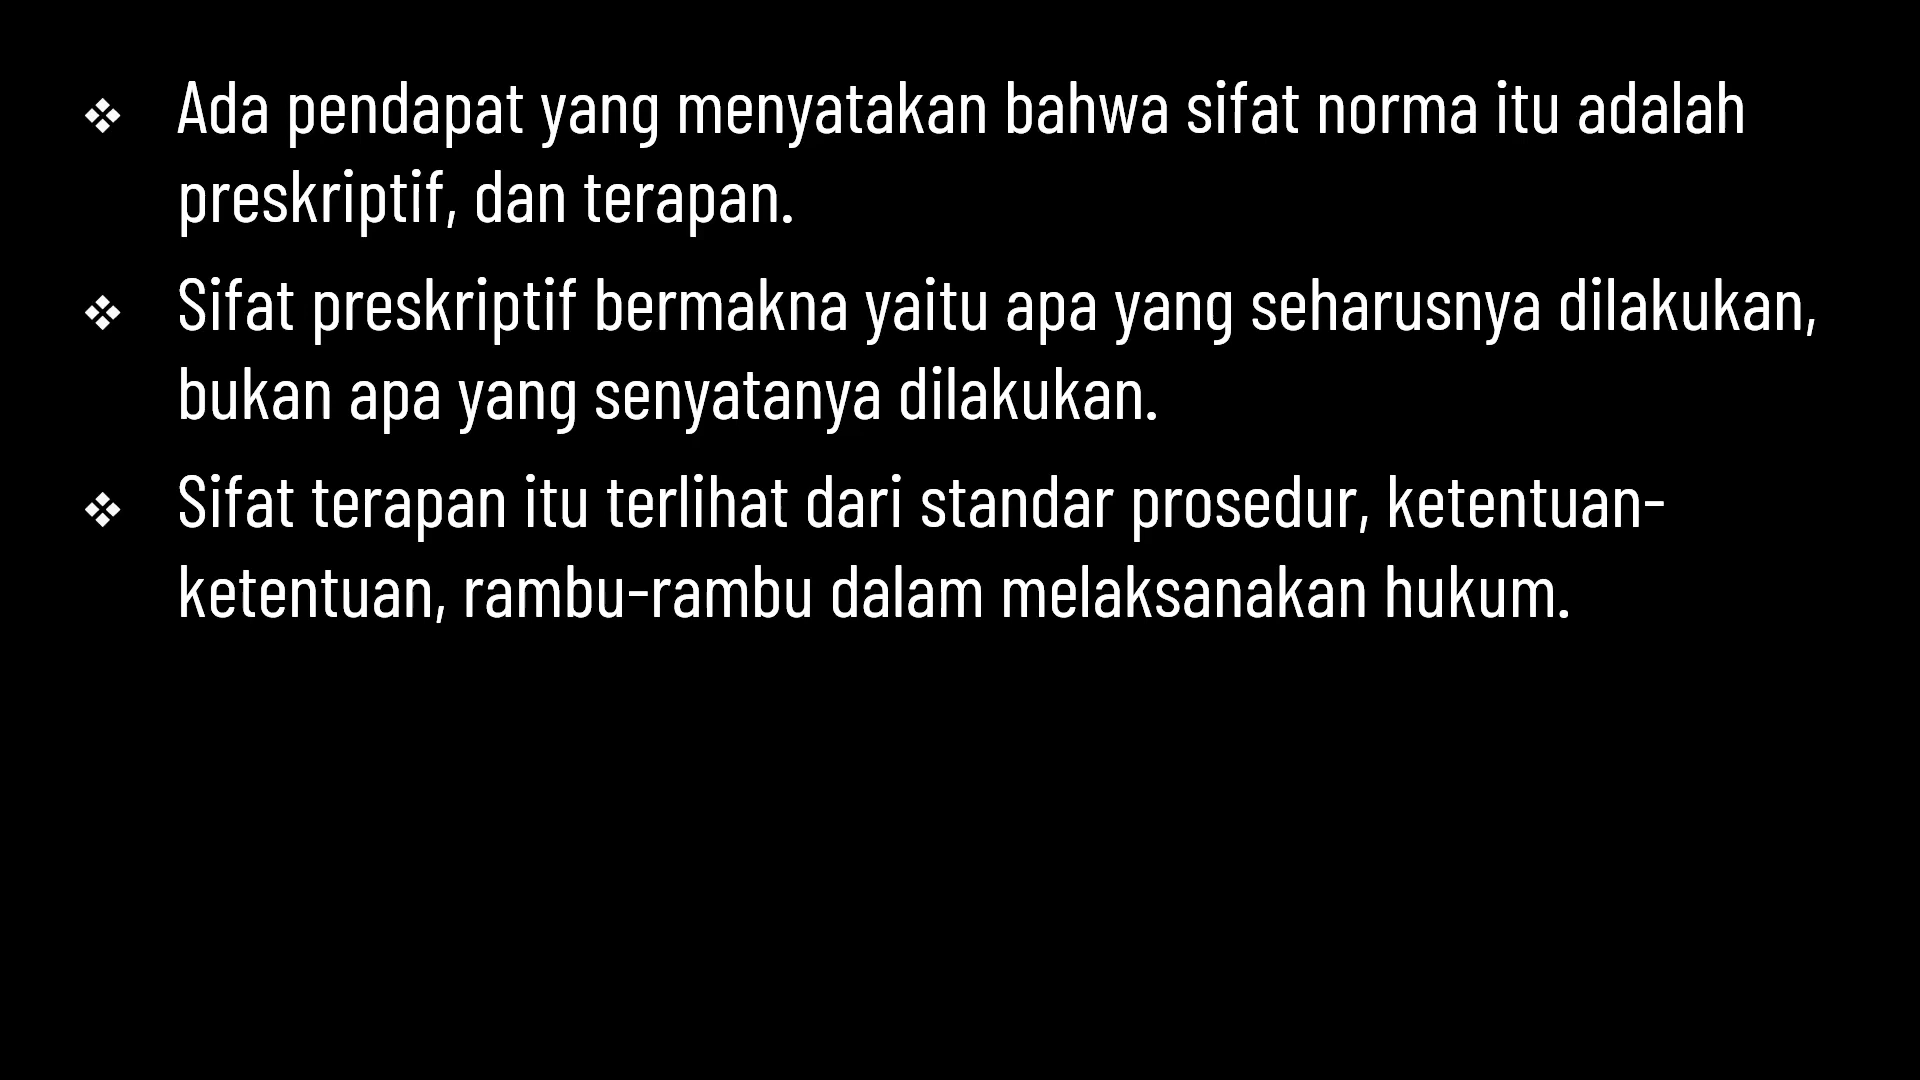 ❖ Ada pendapat yang menyatakan bahwa sifat norma itu adalah
preskriptif, dan terapan.
❖ Sifat preskriptif bermakna yaitu apa yang seharusnya dilakukan,
bukan apa yang senyatanya dilakukan.
❖ Sifat terapan itu terlihat dari standar prosedur, ketentuan-
ketentuan, rambu-rambu dalam melaksanakan hukum.